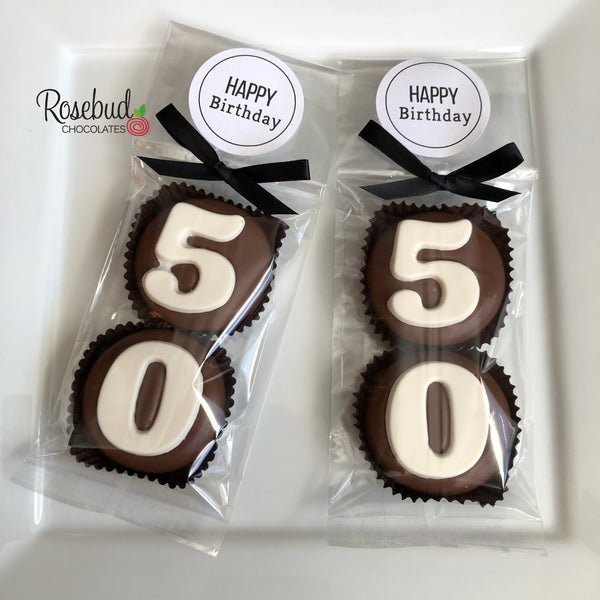 Rosebud
CHOCOLATES
HAPPY
Birthday
HAPPY
Birthday
5
0
5
0